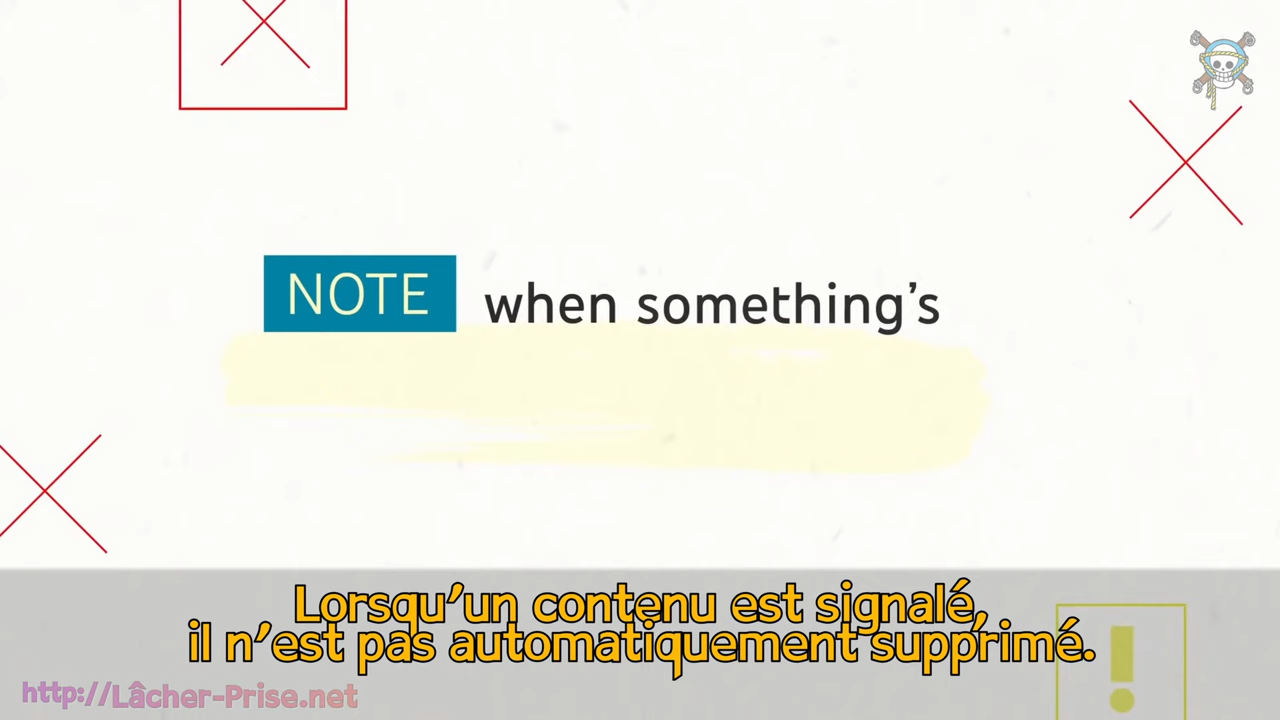 NOTE when something’s
Lorsqu’un contenu est signalé,
il n’est pas automatiquement supprimé.
http://Lâcher-Prise.net
!